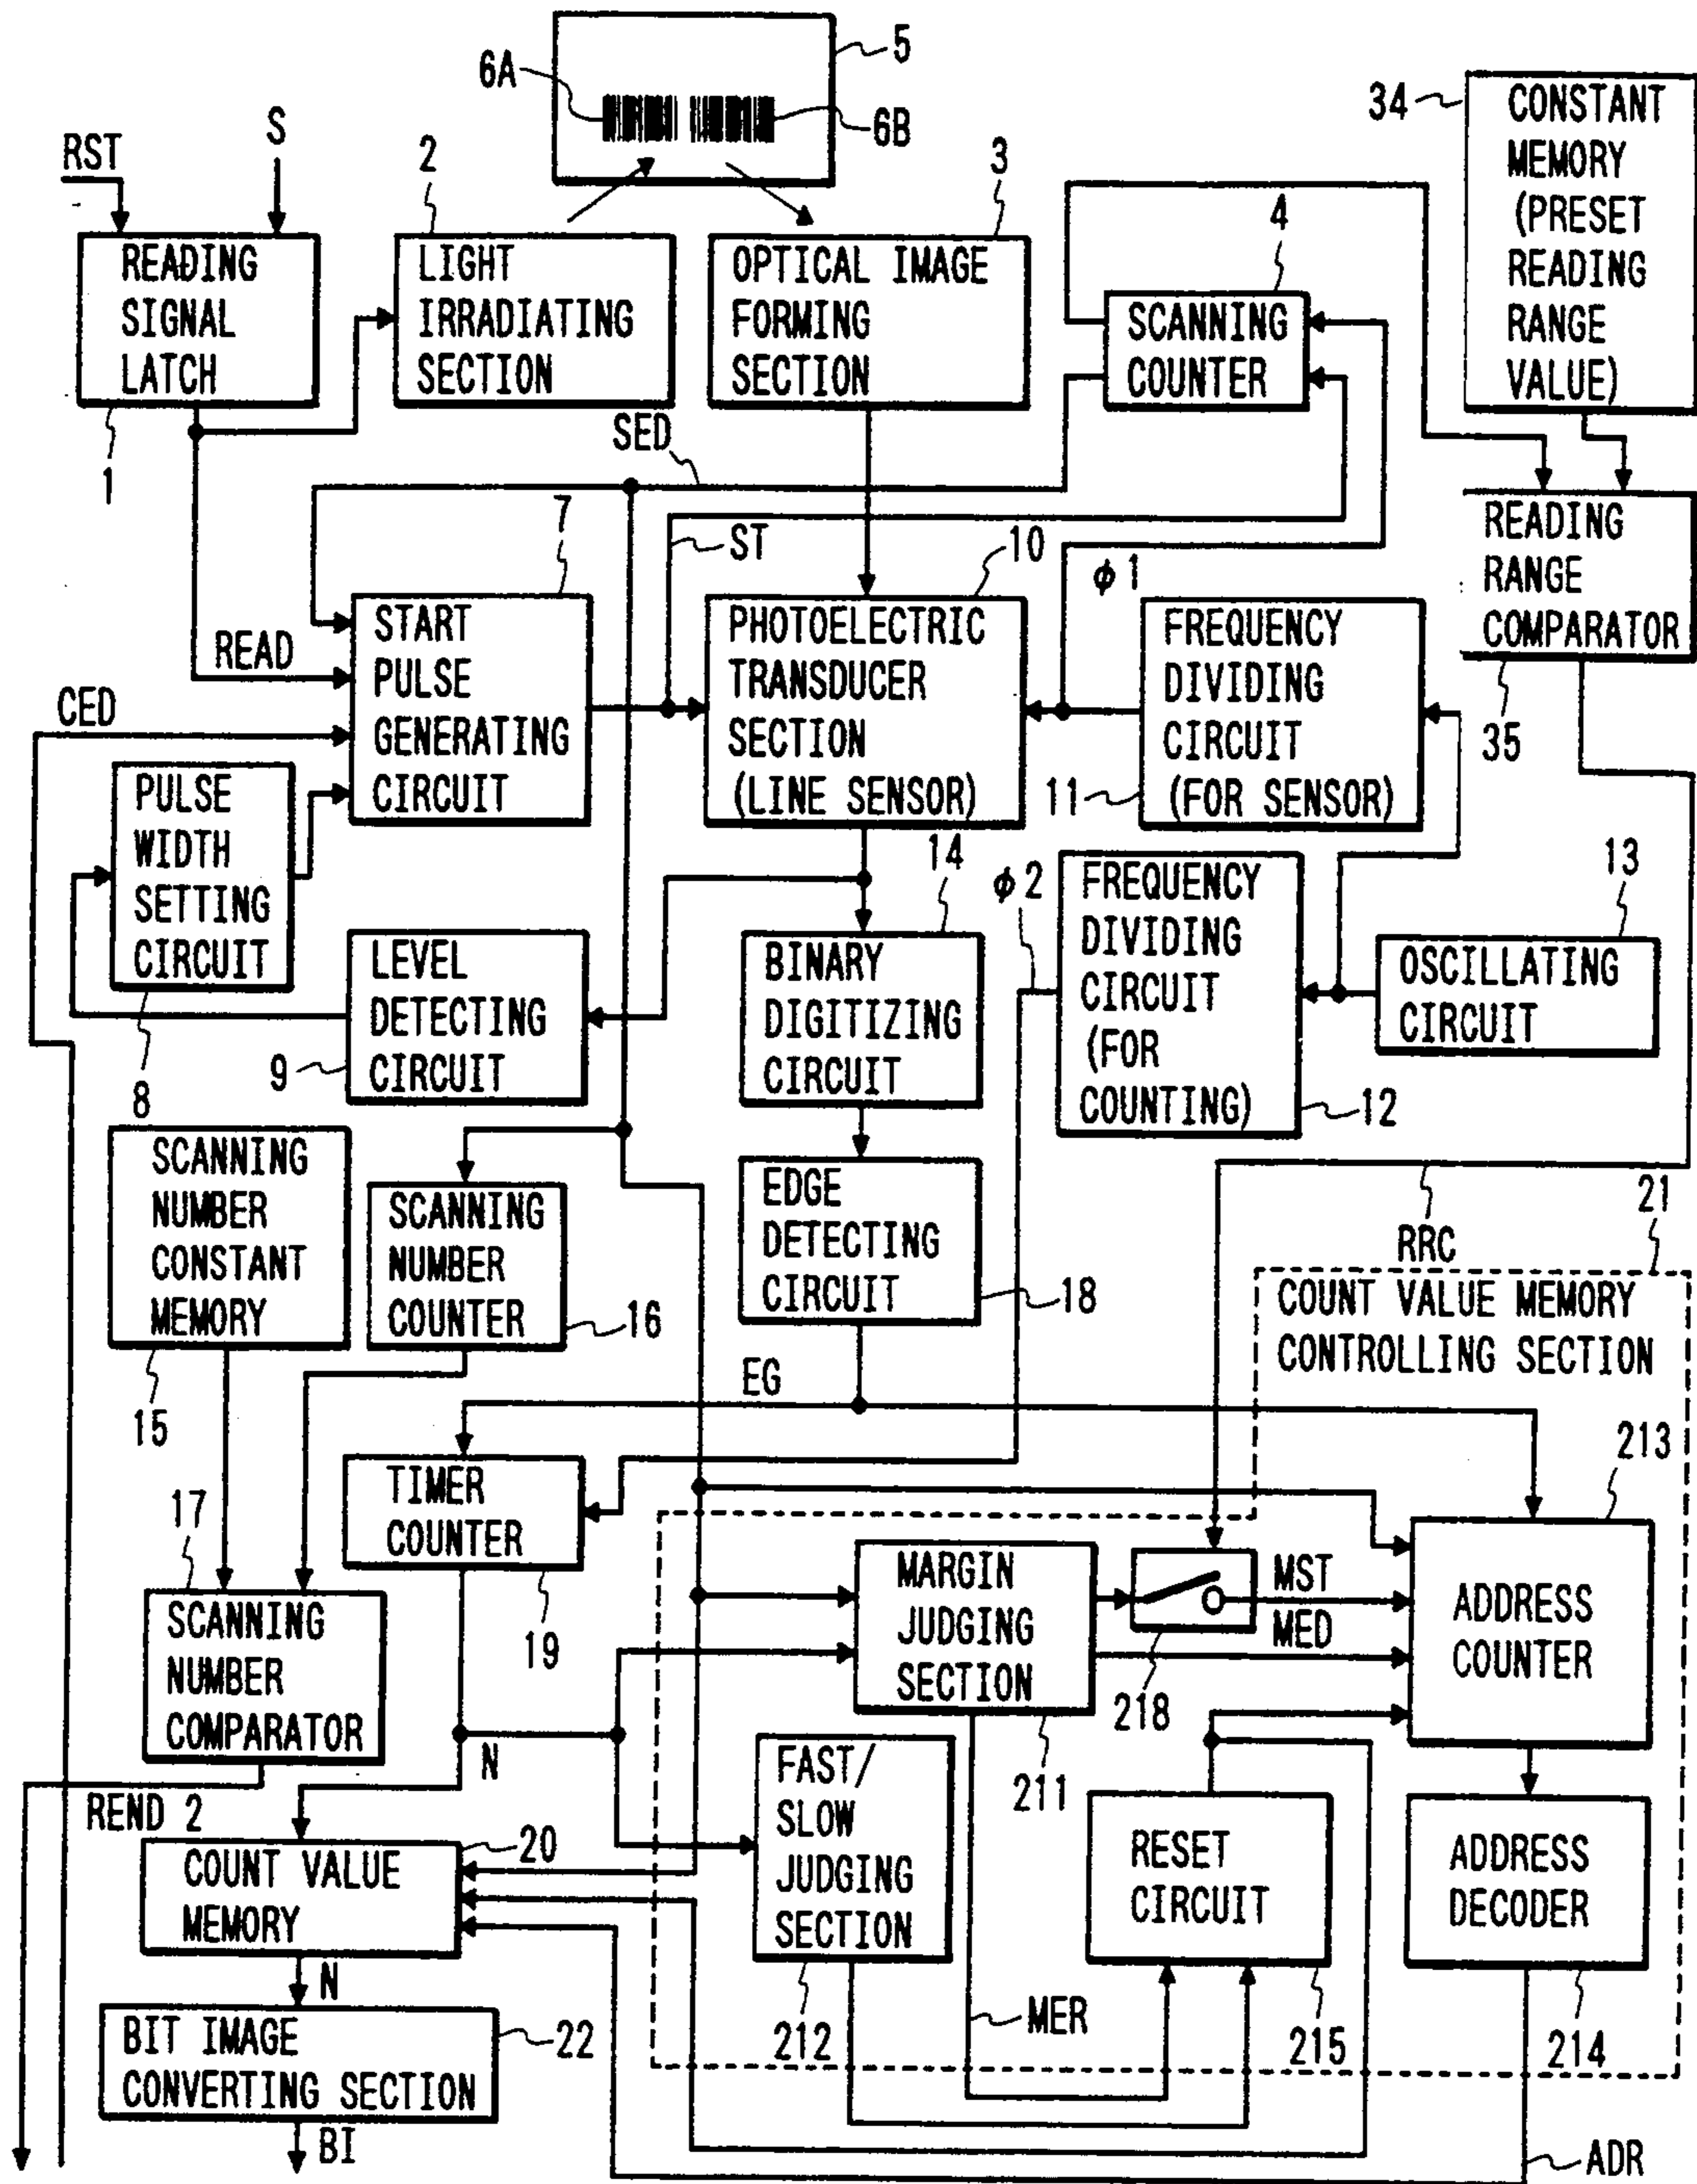 5
6A
6B
34
CONSTANT
MEMORY
(PRESET
READING
RANGE
VALUE)
RST
S
2
3
4
READING
SIGNAL
LATCH
LIGHT
IRRADIATING
SECTION
OPTICAL IMAGE
FORMING
SECTION
SCANNING
COUNTER
1
SED
7
ST
10
φ1
READING
RANGE
COMPARATOR
35
READ
START
PULSE
GENERATING
CIRCUIT
PHOTOELECTRIC
TRANSDUCER
SECTION
(LINE SENSOR)
FREQUENCY
DIVIDING
CIRCUIT
(FOR SENSOR)
11
CED
PULSE
WIDTH
SETTING
CIRCUIT
8
LEVEL
DETECTING
CIRCUIT
9
14
BINARY
DIGITIZING
CIRCUIT
φ2
FREQUENCY
DIVIDING
CIRCUIT
(FOR
COUNTING)
12
13
OSCILLATING
CIRCUIT
SCANNING
NUMBER
CONSTANT
MEMORY
15
SCANNING
NUMBER
COUNTER
16
EDGE
DETECTING
CIRCUIT
18
RRC
21
COUNT VALUE MEMORY
CONTROLLING SECTION
EG
17
TIMER
COUNTER
19
213
SCANNING
NUMBER
COMPARATOR
MARGIN
JUDGING
SECTION
211
218
MST
MED
ADDRESS
COUNTER
REND 2
N
20
COUNT VALUE
MEMORY
FAST/
SLOW
JUDGING
SECTION
212
RESET
CIRCUIT
215
ADDRESS
DECODER
214
N
MER
BIT IMAGE
CONVERTING SECTION
22
BI
ADR